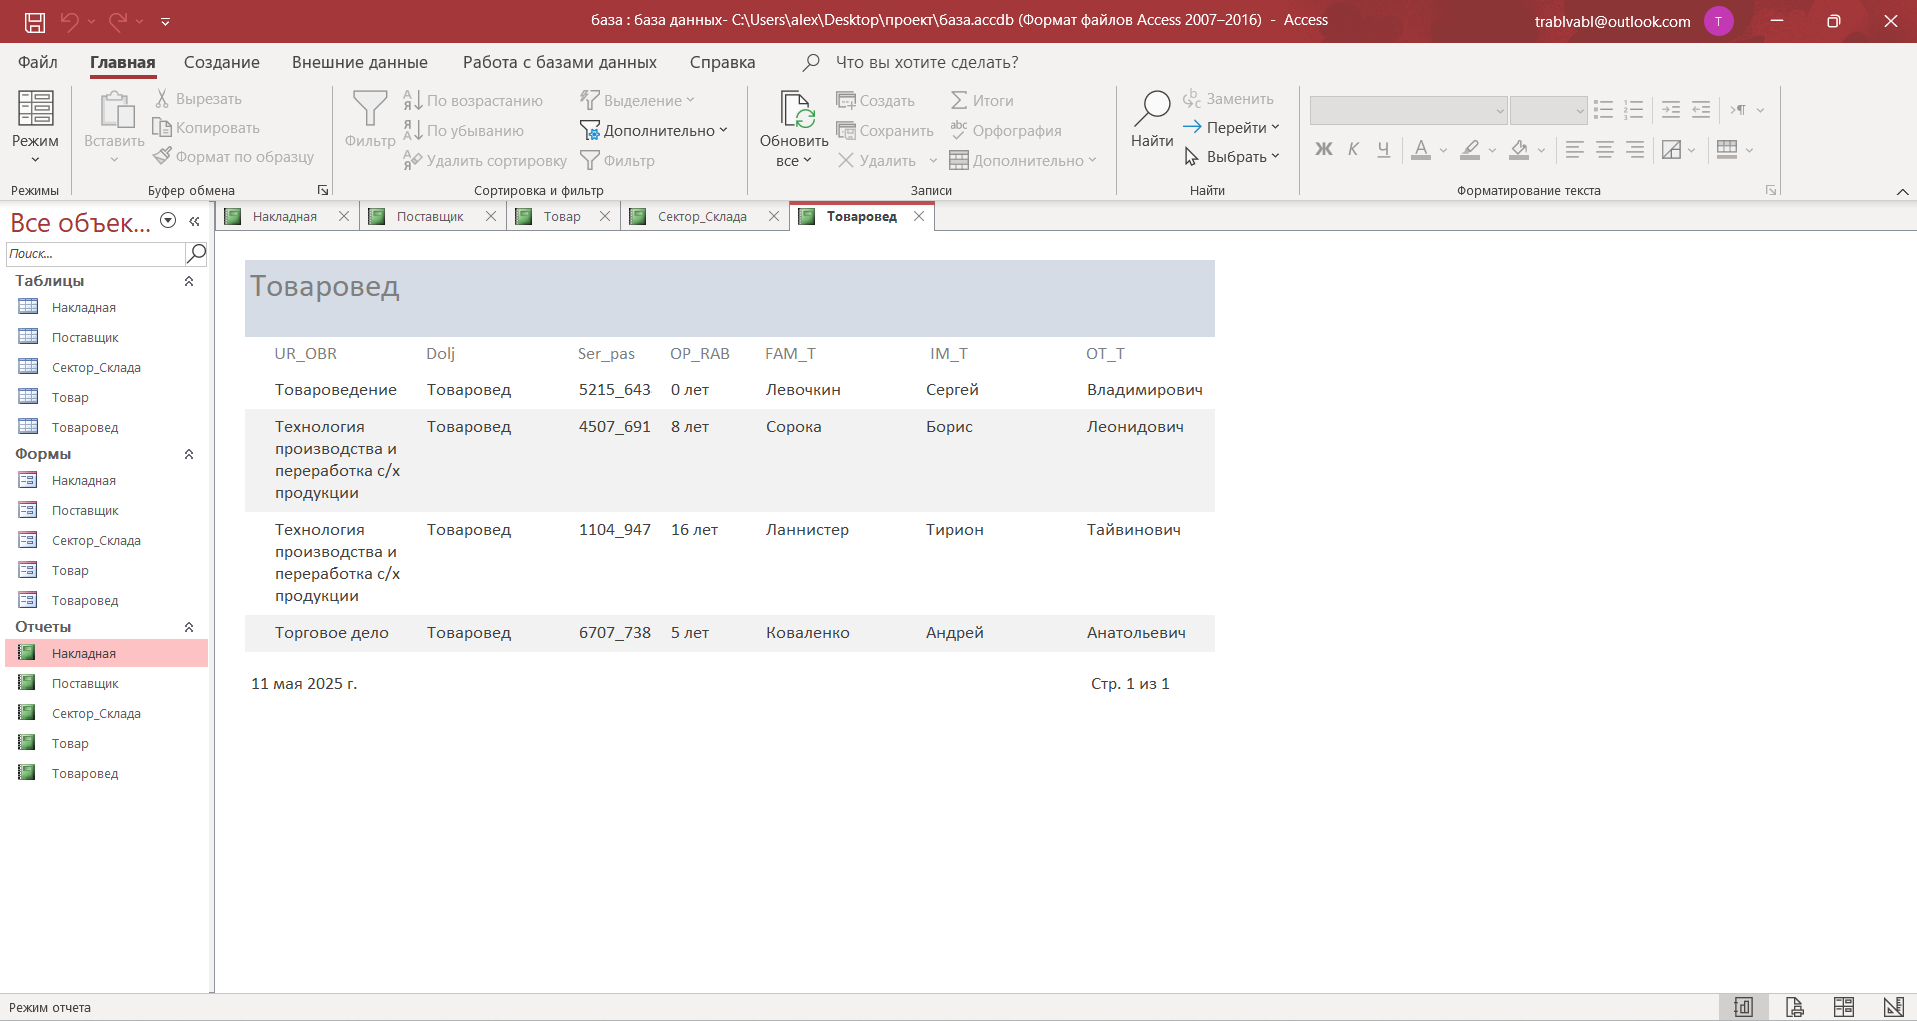 база : база данных- C:\Users\alex\Desktop\проект\база.accdb (Формат файлов Access 2007–2016)  -  Access
trablvabl@outlook.com
T
Файл
Главная
Создание
Внешние данные
Работа с базами данных
Справка
Что вы хотите сделать?
Режим
Режимы
Вставить
Вырезать
Копировать
Формат по образцу
Буфер обмена
Фильтр
По возрастанию
По убыванию
Удалить сортировку
Выделение
Дополнительно
Фильтр
Сортировка и фильтр
Обновить
все
Создать
Сохранить
Удалить
Итоги
Орфография
Дополнительно
Записи
Найти
Заменить
Перейти
Выбрать
Найти
Ж
К
Ч
А
Форматирование текста
Все объек...
Поиск...
Таблицы
Накладная
Поставщик
Сектор_Склада
Товар
Товаровед
Формы
Накладная
Поставщик
Сектор_Склада
Товар
Товаровед
Отчеты
Накладная
Поставщик
Сектор_Склада
Товар
Товаровед
Накладная
Поставщик
Товар
Сектор_Склада
Товаровед
Товаровед
UR_OBR Dolj Ser_pas OP_RAB FAM_T IM_T OT_T
Товароведение Товаровед 5215_643 0 лет Левочкин Сергей Владимирович
Технология Товаровед 4507_691 8 лет Сорока Борис Леонидович
производства и
переработка с/х
продукции
Технология Товаровед 1104_947 16 лет Ланнистер Тирион Тайвинович
производства и
переработка с/х
продукции
Торговое дело Товаровед 6707_738 5 лет Коваленко Андрей Анатольевич
11 мая 2025 г.
Стр. 1 из 1
Режим отчета